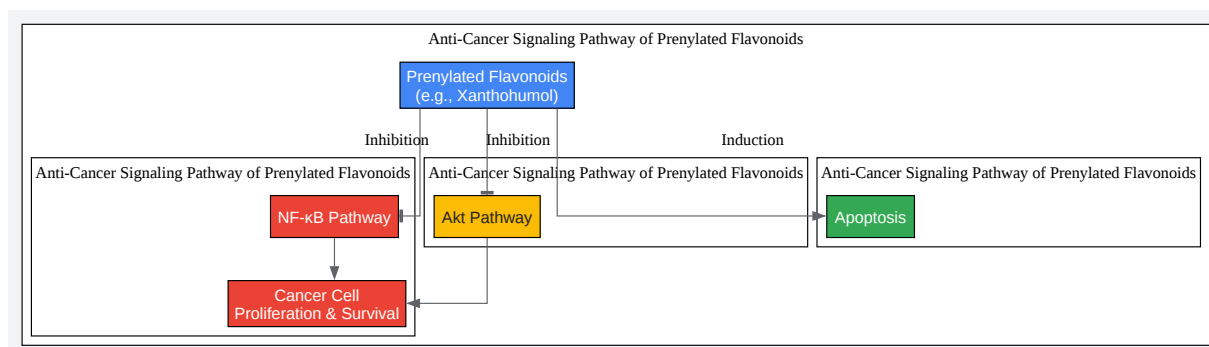 Anti-Cancer Signaling Pathway of Prenylated Flavonoids
Prenylated Flavonoids
(e.g., Xanthohumol)
Inhibition
Inhibition
Induction
Anti-Cancer Signaling Pathway of Prenylated Flavonoids
Anti-Cancer Signaling Pathway of Prenylated Flavonoids
Anti-Cancer Signaling Pathway of Prenylated Flavonoids
NF-κB Pathway
Akt Pathway
Apoptosis
Cancer Cell
Proliferation & Survival